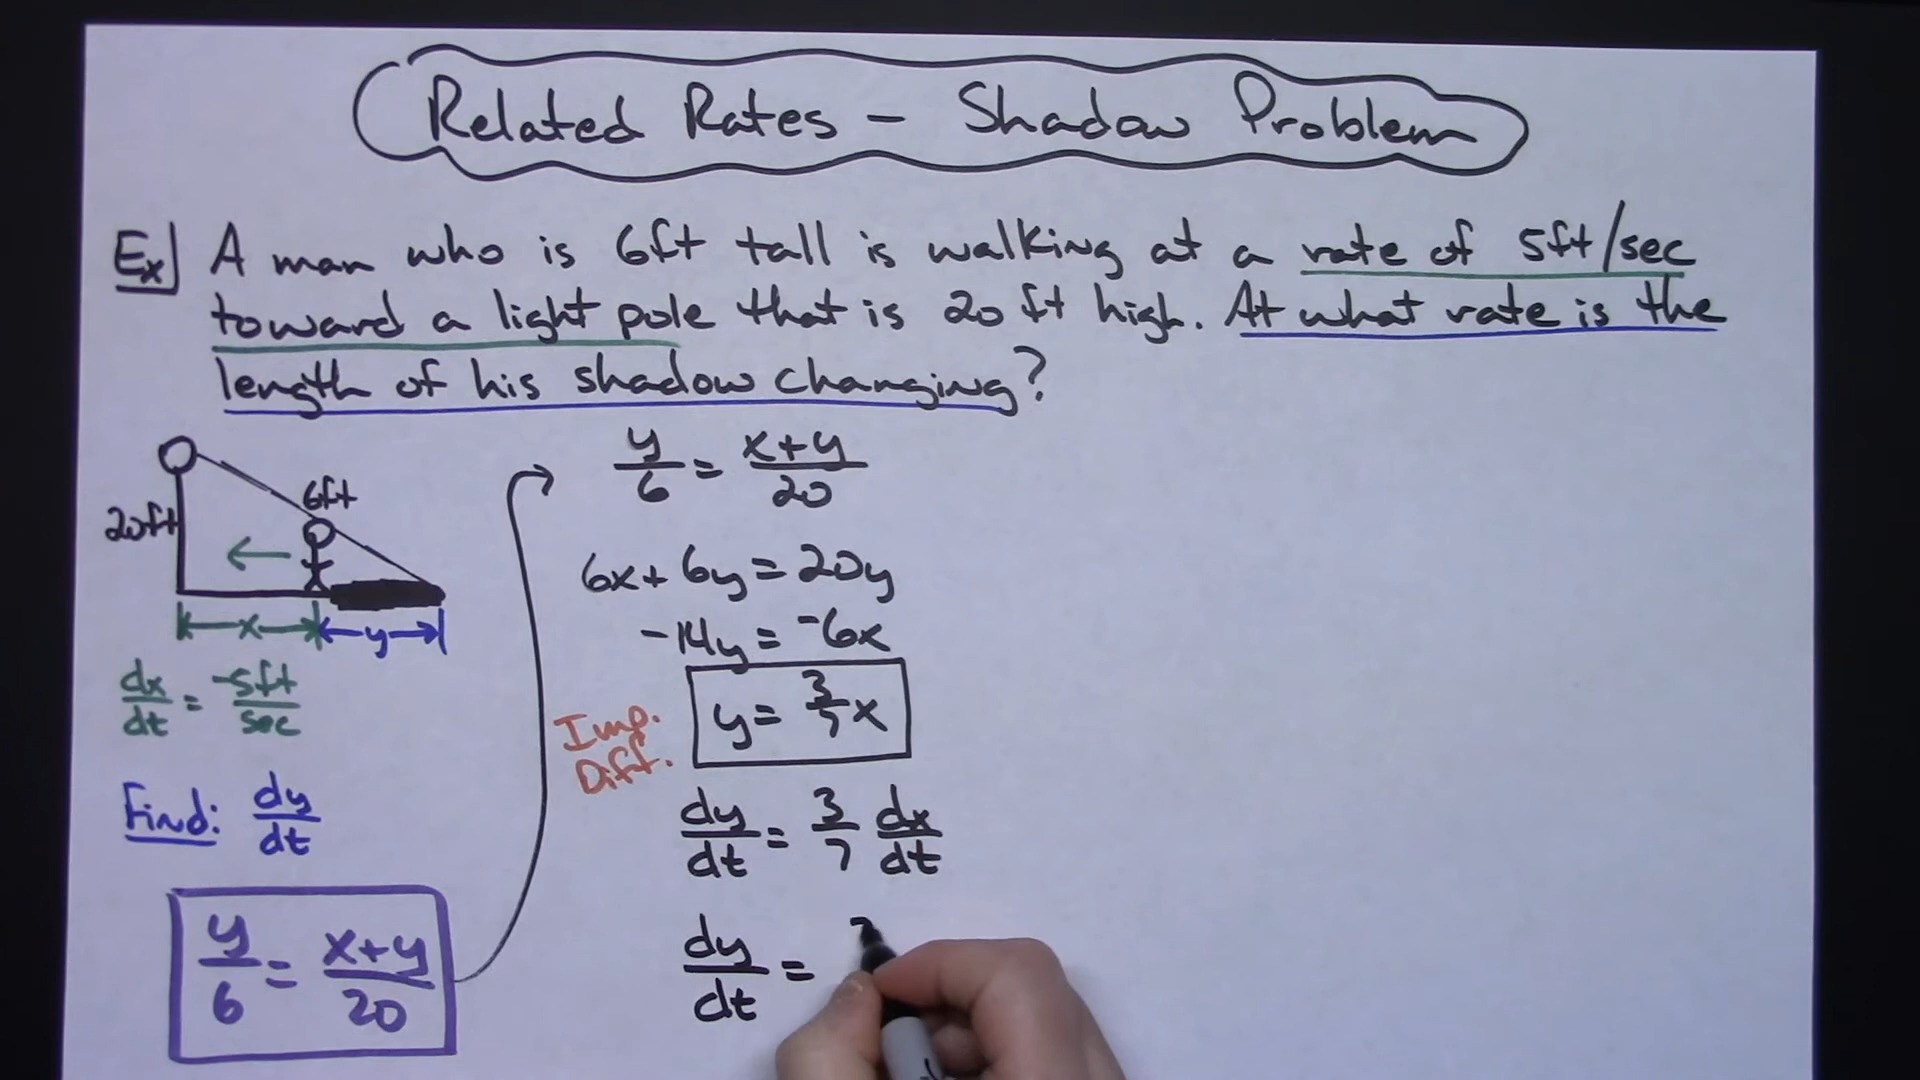 Related Rates - Shadow Problem
Ex A man who is 6ft tall is walking at a rate of 5ft/sec
toward a light pole that is 20 ft high. At what rate is the
length of his shadow changing?
20ft
6ft
x
y
dx/dt = -5ft/sec
Find: dy/dt
y/6 = x+y/20
y/6 = x+y/20
6x+6y=20y
-14y = -6x
Imp.
Diff.
y = 3/7 x
dy/dt = 3/7 dx/dt
dy/dt =